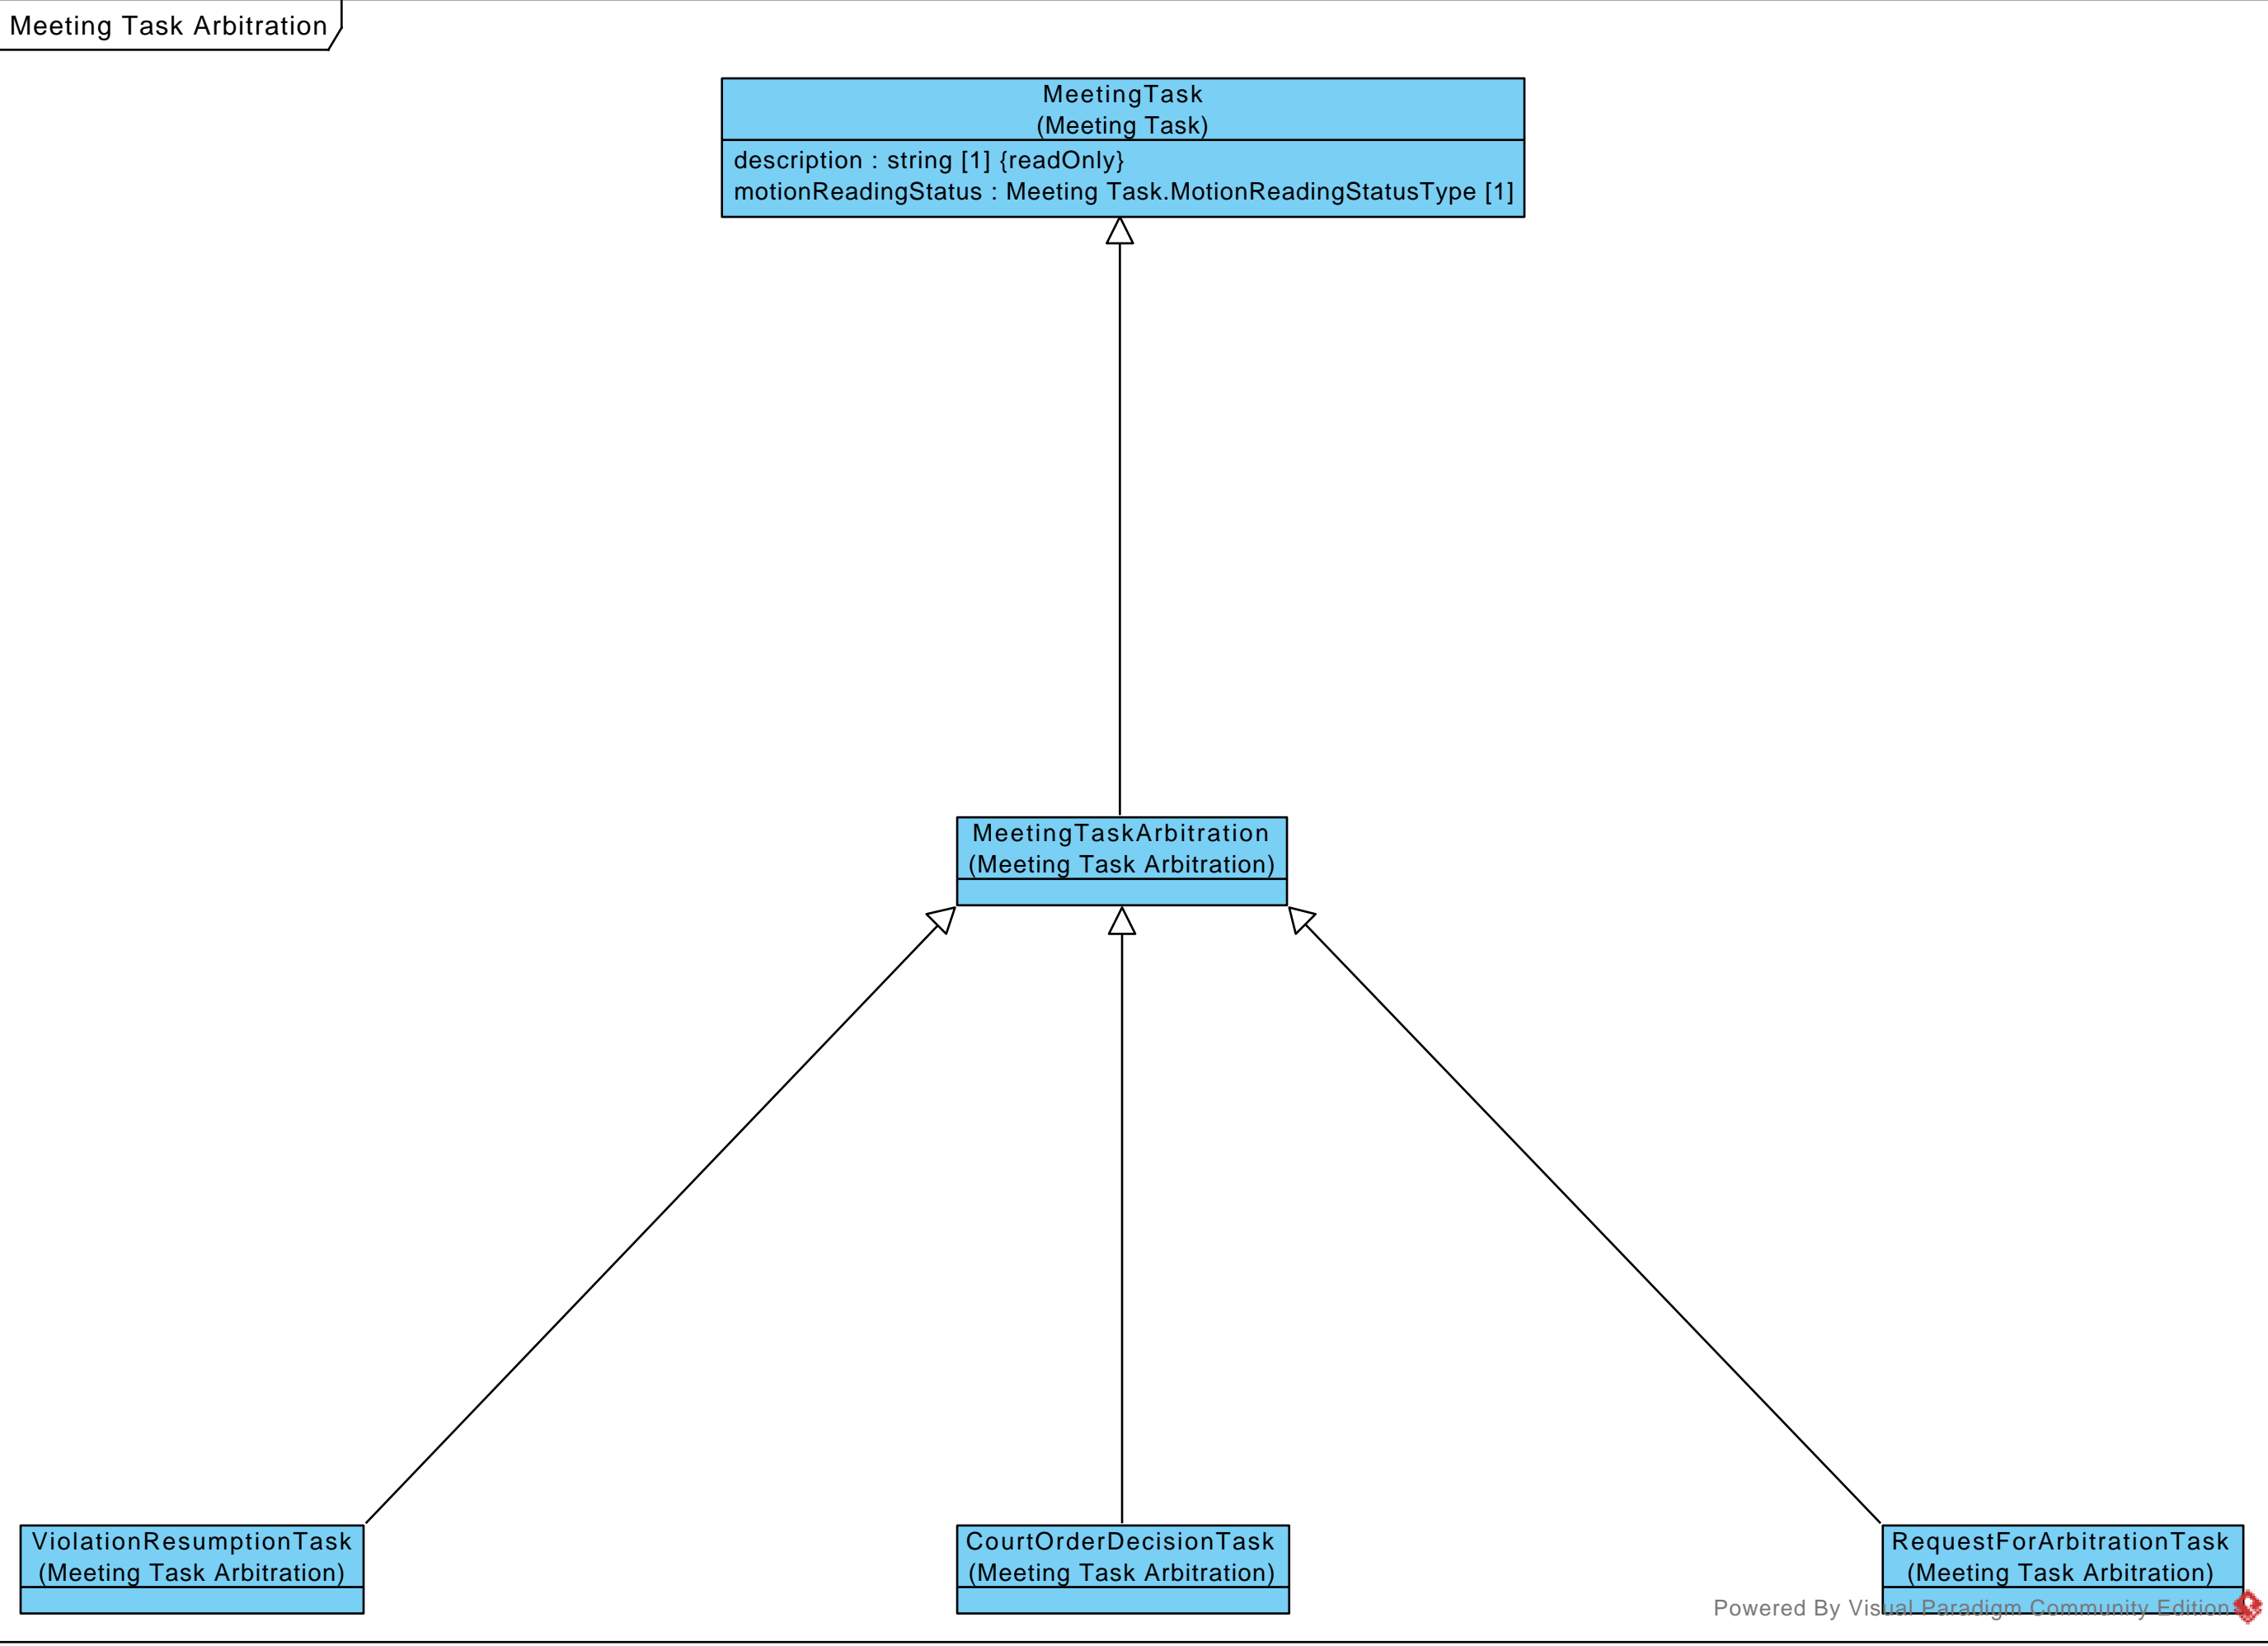 Meeting Task Arbitration
MeetingTask
(Meeting Task)
description : string [1] {readOnly}
motionReadingStatus : Meeting Task.MotionReadingStatusType [1]
MeetingTaskArbitration
(Meeting Task Arbitration)
ViolationResumptionTask
(Meeting Task Arbitration)
CourtOrderDecisionTask
(Meeting Task Arbitration)
RequestForArbitrationTask
(Meeting Task Arbitration)
Powered By Visual Paradigm Community Edition